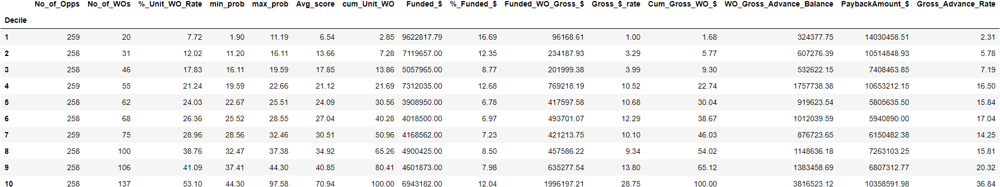 No_of_Opps No_of_WOs %_Unit_WO_Rate min_prob max_prob Avg_score cum_Unit_WO Funded_$ %_Funded_$ Funded_WO_Gross_$ Gross_$_rate Cum_Gross_WO_$ WO_Gross_Advance_Balance PaybackAmount_$ Gross_Advance_Rate
Decile
1 259 20 7.72 1.90 11.19 6.54 2.85 9622817.79 16.69 96168.61 1.00 1.68 324377.75 14030458.51 2.31
2 258 31 12.02 11.20 16.11 13.66 7.28 7119657.00 12.35 234187.93 3.29 5.77 607276.39 10514848.93 5.78
3 258 46 17.83 16.11 19.59 17.85 13.86 5057965.00 8.77 201999.38 3.99 9.30 532622.15 7408463.85 7.19
4 259 55 21.24 19.59 22.66 21.12 21.69 7312035.00 12.68 769218.19 10.52 22.74 1757738.38 10653212.15 16.50
5 258 62 24.03 22.67 25.51 24.09 30.56 3908950.00 6.78 417597.58 10.68 30.04 919623.54 5805635.50 15.84
6 258 68 26.36 25.52 28.55 27.04 40.28 4018500.00 6.97 493701.07 12.29 38.67 1012039.59 5940890.00 17.04
7 259 75 28.96 28.56 32.46 30.51 50.96 4168562.00 7.23 421213.75 10.10 46.03 876723.65 6150482.38 14.25
8 258 100 38.76 32.47 37.38 34.92 65.26 4900425.00 8.50 457586.22 9.34 54.02 1148636.18 7263103.25 15.81
9 258 106 41.09 37.41 44.30 40.85 80.41 4601873.00 7.98 635277.54 13.80 65.12 1383458.69 6807312.77 20.32
10 258 137 53.10 44.30 97.58 70.94 100.00 6943182.00 12.04 1996197.21 28.75 100.00 3816523.12 10358591.98 36.84